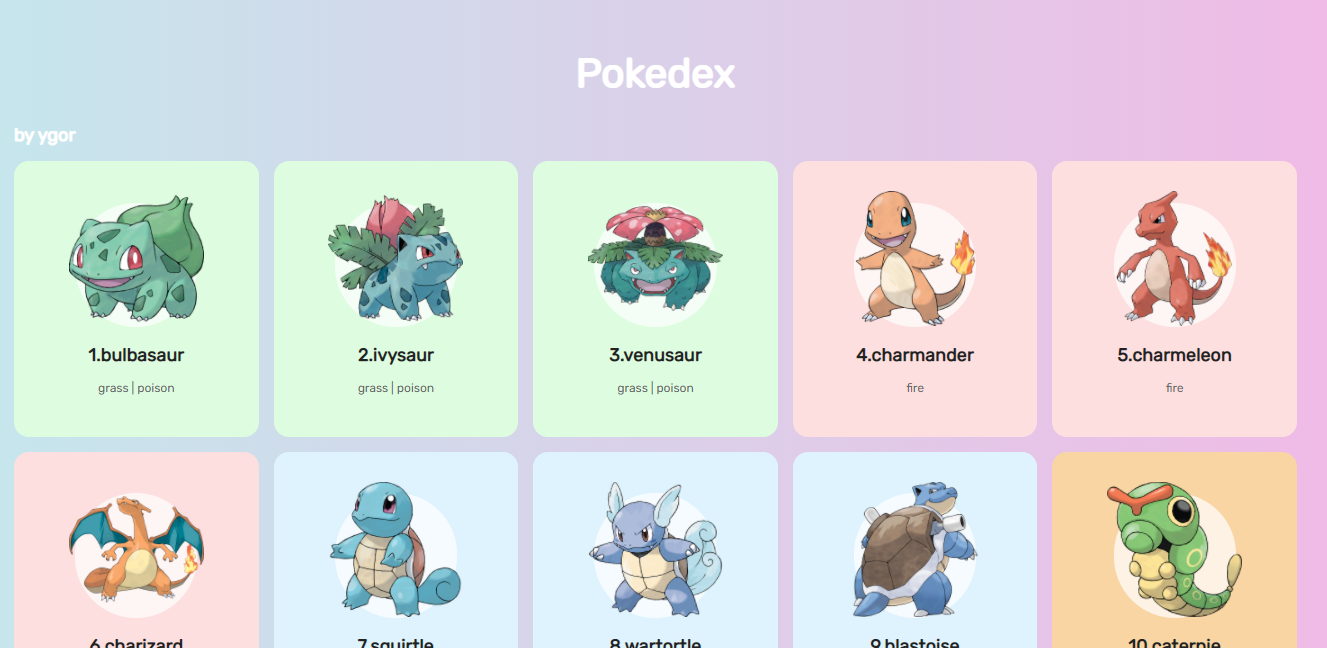 Pokedex
by ygor
1.bulbasaur
grass | poison
2.ivysaur
grass | poison
3.venusaur
grass | poison
4.charmander
fire
5.charmeleon
fire
6.charizard
7.squirtle
8.wartortle
9.blastoise
10.caterpie